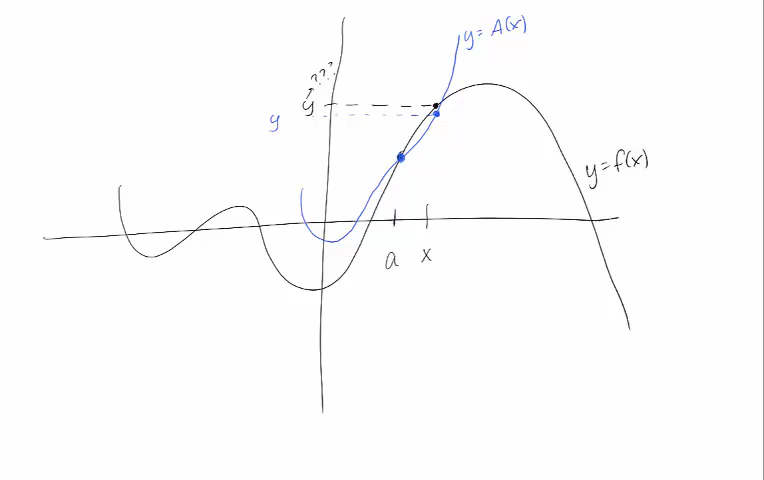 y = A(x)
???
y
y
y = f(x)
a
x